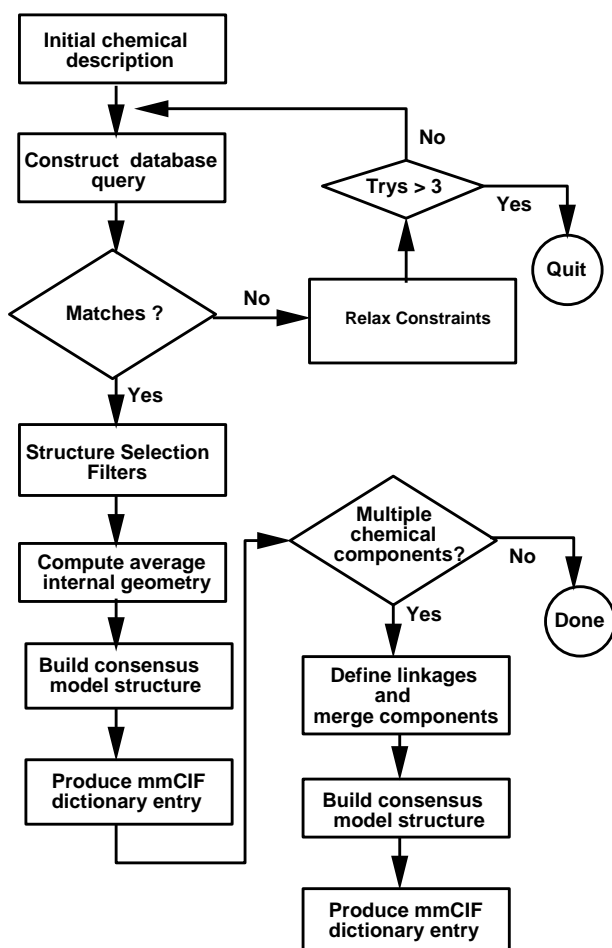 Initial chemical
description
Construct database
query
No
Trys > 3
Yes
Quit
Matches ?
No
Relax Constraints
Yes
Structure Selection
Filters
Compute average
internal geometry
Build consensus
model structure
Produce mmCIF
dictionary entry
Multiple
chemical
components?
No
Done
Yes
Define linkages
and
merge components
Build consensus
model structure
Produce mmCIF
dictionary entry